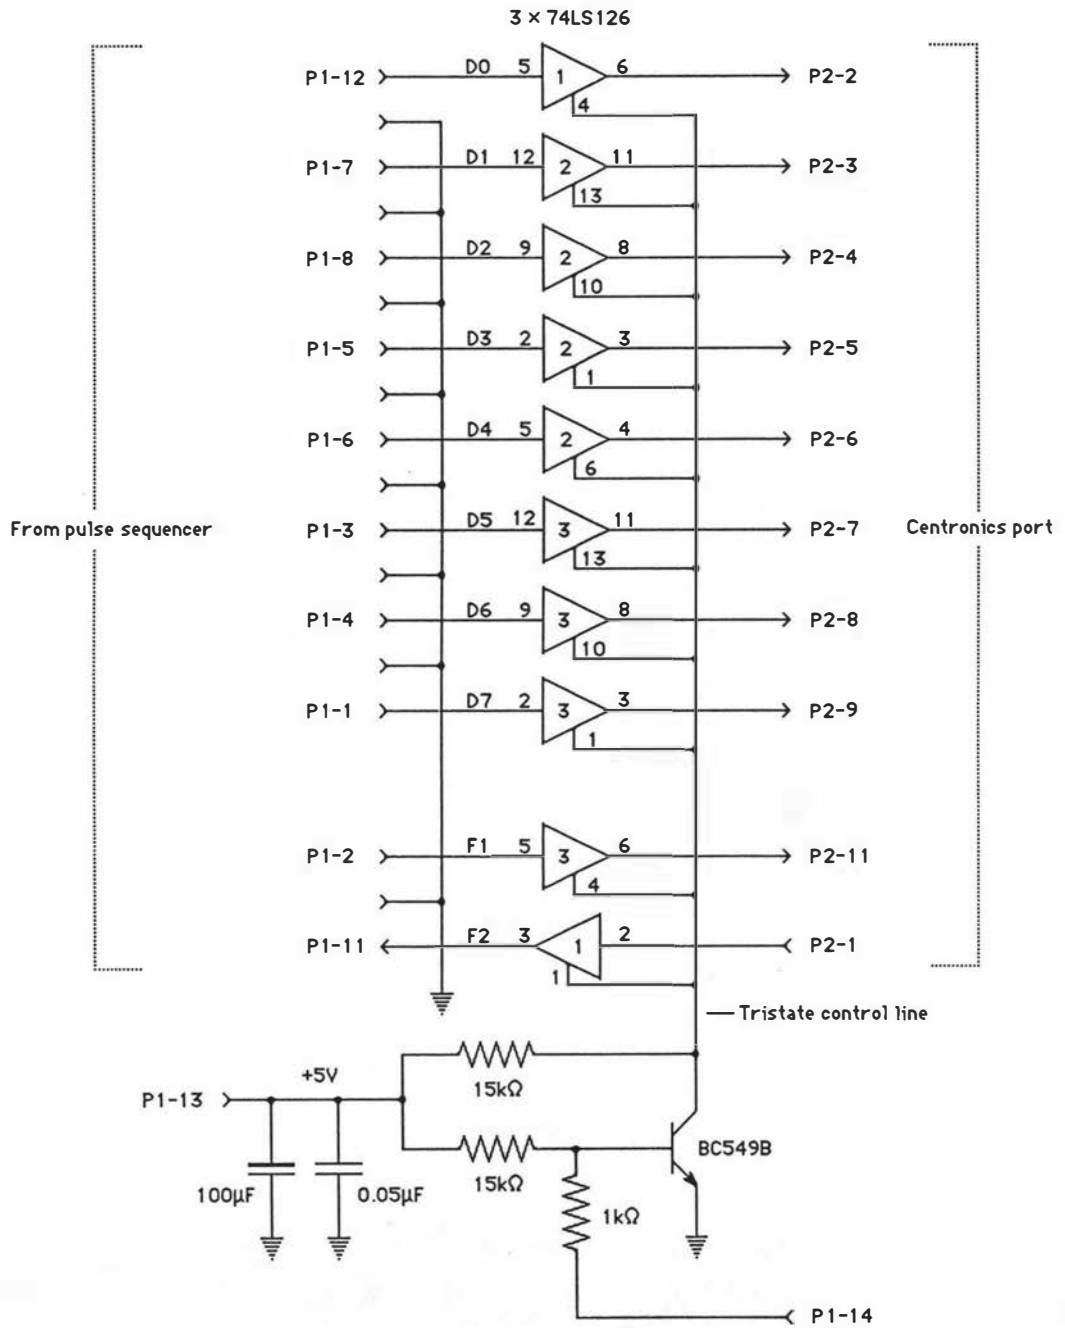 3 × 74LS126
P1-12 D0 5 1 6 P2-2
4
P1-7 D1 12 2 11 P2-3
13
P1-8 D2 9 2 8 P2-4
10
P1-5 D3 2 2 3 P2-5
1
P1-6 D4 5 2 4 P2-6
6
From pulse sequencer P1-3 D5 12 3 11 P2-7 Centronics port
13
P1-4 D6 9 3 8 P2-8
10
P1-1 D7 2 3 3 P2-9
1
P1-2 F1 5 3 6 P2-11
4
P1-11 F2 3 1 2 P2-1
1
Tristate control line
+5V
15kΩ
P1-13
BC549B
100µF 0.05µF 15kΩ
1kΩ
P1-14